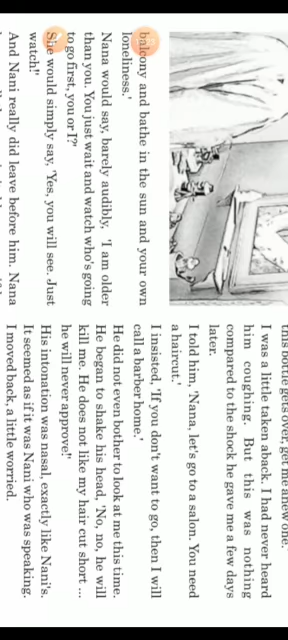 balcony and bathe in the sun and your own
loneliness.'
Nana would say, barely audibly, 'I am older
than you. You just wait and watch who's going
to go first, you or I?'
She would simply say, 'Yes, you will see. Just
watch!'
And Nani really did leave before him. Nana
this bottle gets over, get me a new one.
I was a little taken aback. I had never heard
him coughing. But this was nothing
compared to the shock he gave me a few days
later.
I told him, 'Nana, let's go to a salon. You need
a haircut.'
I insisted, 'If you don't want to go, then I will
call a barber home.'
He did not even bother to look at me this time.
He began to shake his head, 'No, no, he will
kill me. He does not like my hair cut short ...
he will never approve!'
His intonation was nasal, exactly like Nani's.
It seemed as if it was Nani who was speaking.
I moved back, a little worried.